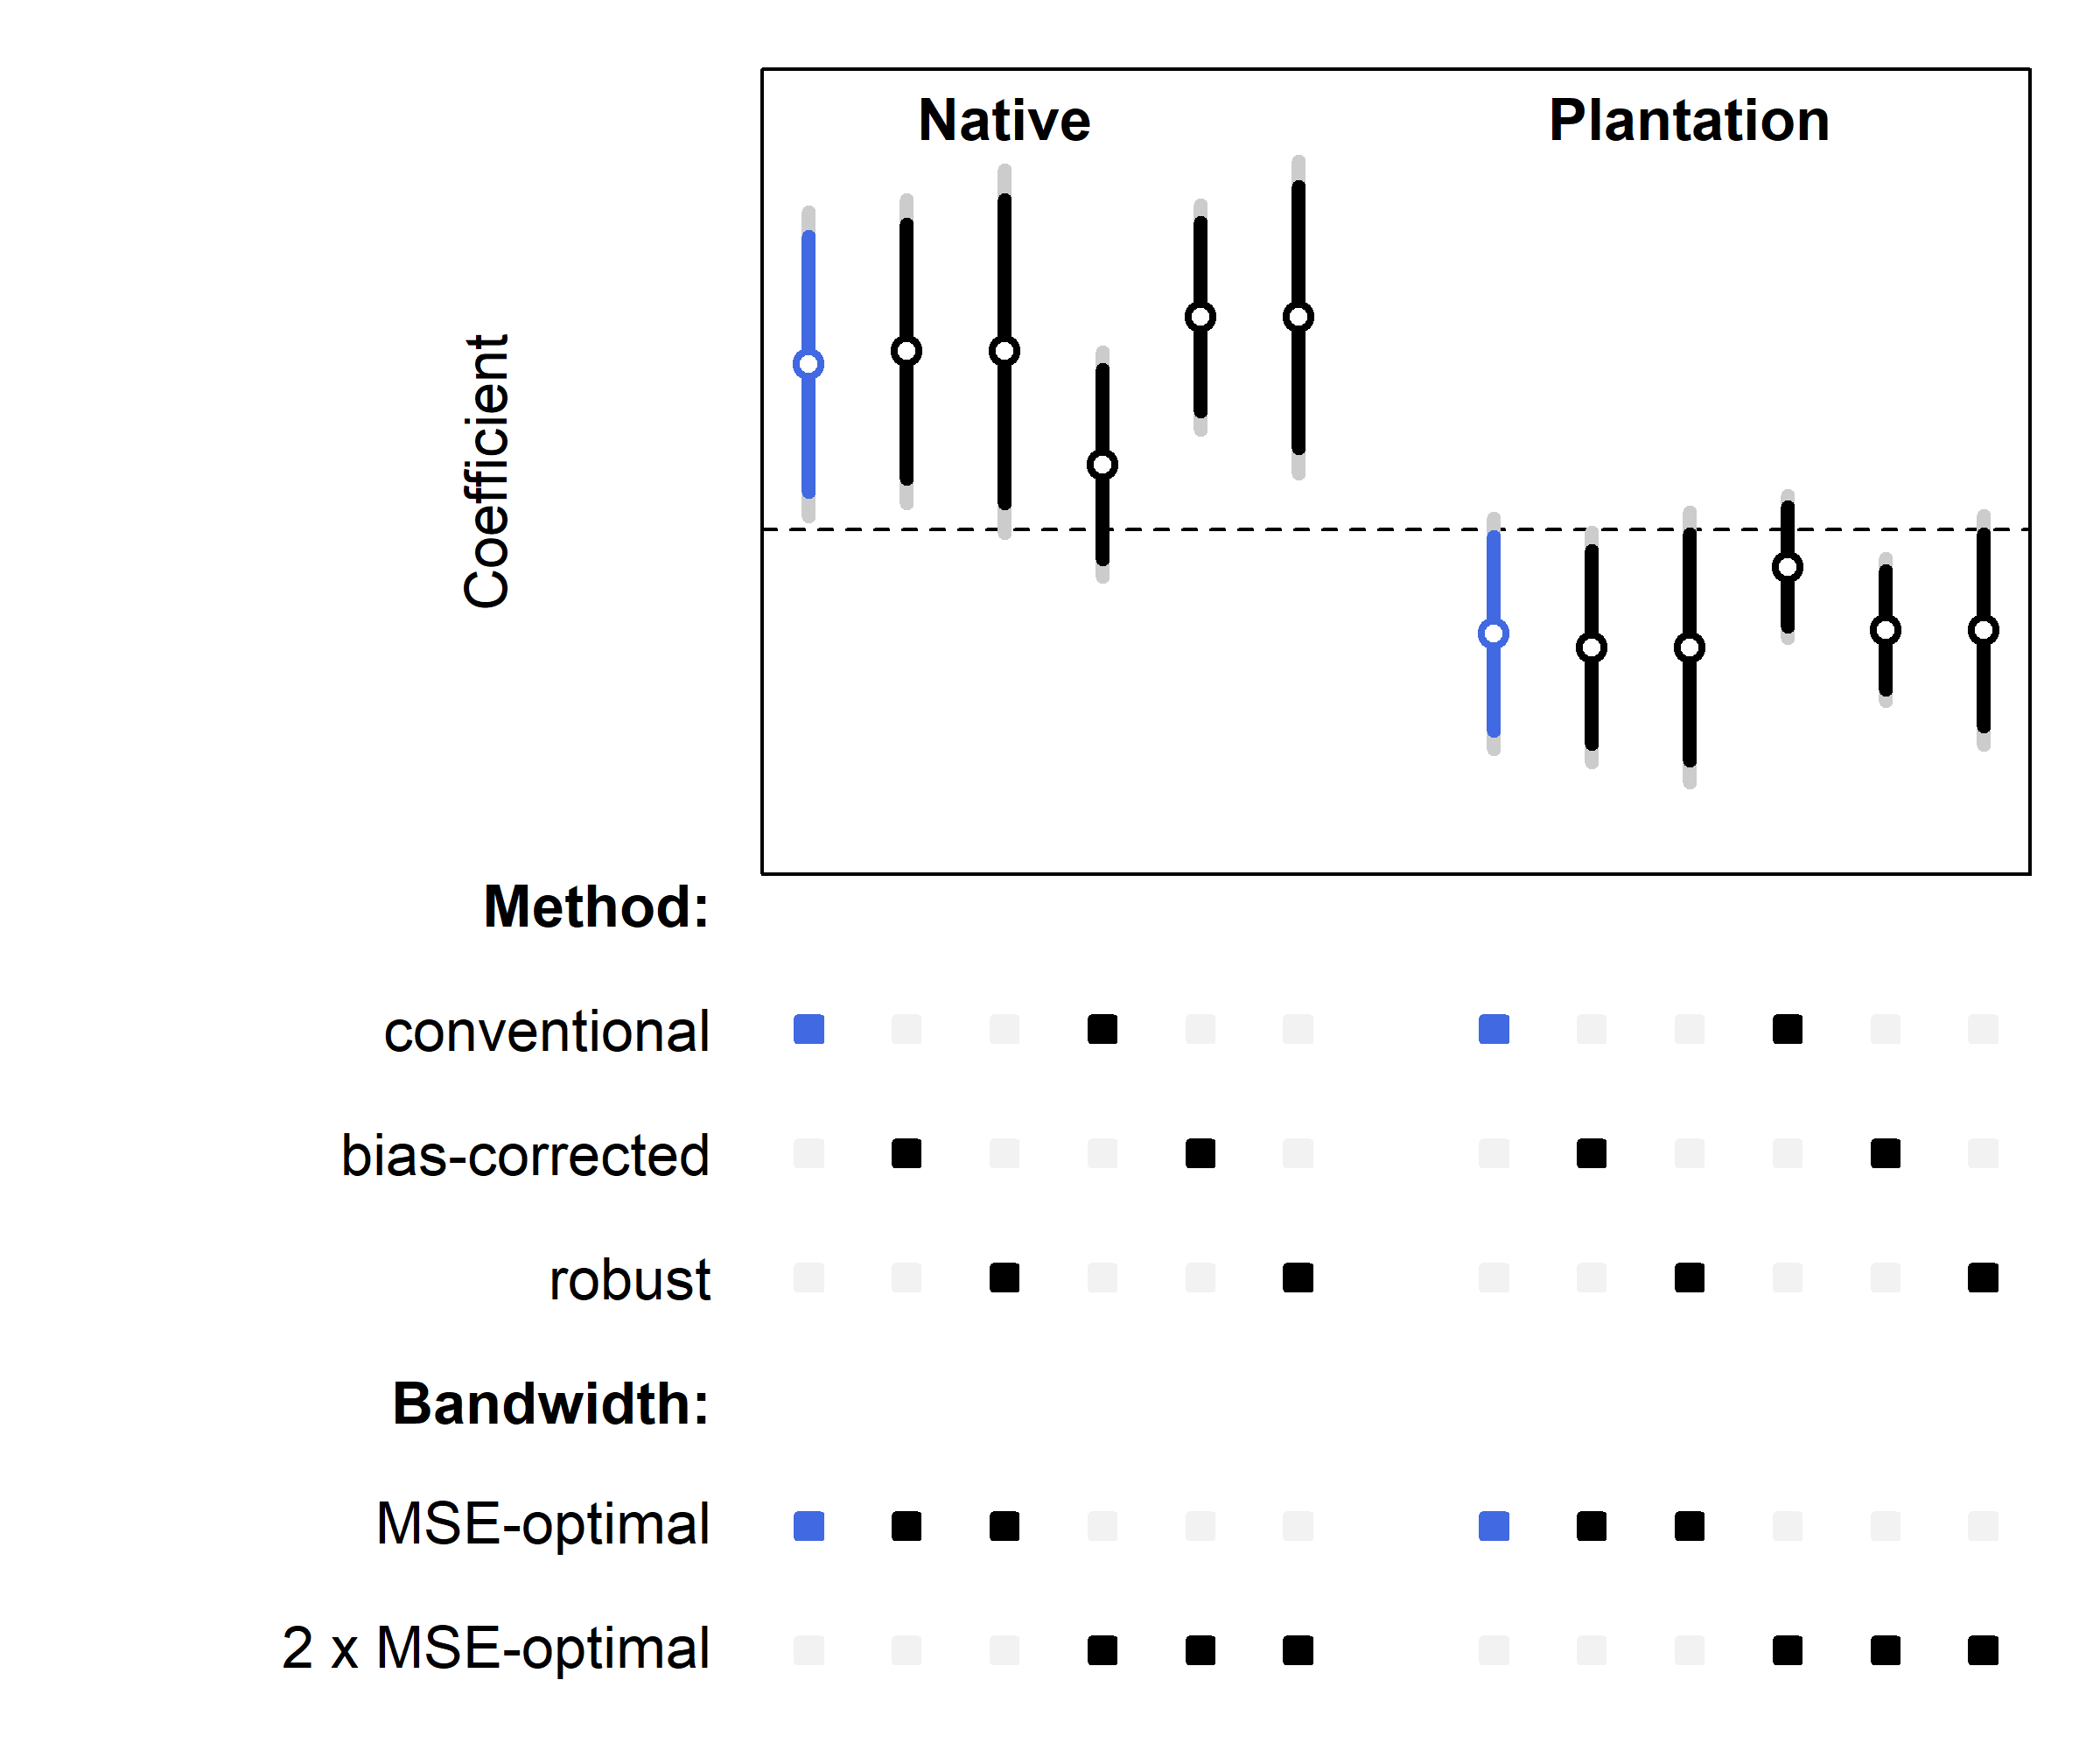 Native
Plantation
Coefficient
Method:
conventional
bias-corrected
robust
Bandwidth:
MSE-optimal
2 x MSE-optimal